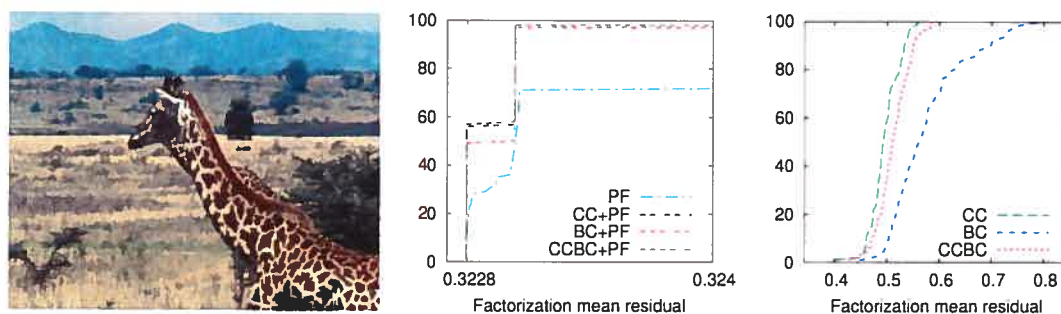 100
80
60
40
20
0
PF
CC+PF
BC+PF
CCBC+PF
0.3228
0.324
Factorization mean residual
100
80
60
40
20
0
CC
BC
CCBC
0.4
0.5
0.6
0.7
0.8
Factorization mean residual